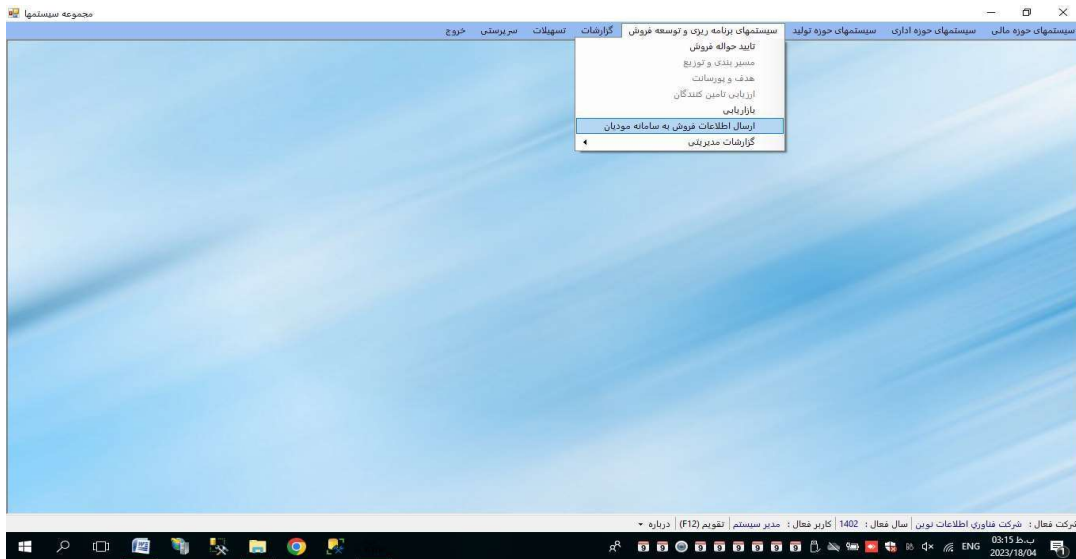 مجموعه سیستمها
سیستمهای حوزه مالی سیستمهای حوزه اداری سیستمهای حوزه تولید سیستمهای برنامه ریزی و توسعه فروش گزارشات تسهیلات سرپرستی خروج
تایید حواله فروش
مسیر بندی و توزیع
هدف و پورسانت
ارزیابی تامین کنندگان
بازاریابی
ارسال اطلاعات فروش به سامانه مودیان
گزارشات مدیریتی
شرکت فعال : شرکت فناوري اطلاعات نوین سال فعال : 1402 کاربر فعال : مدیر سیستم تقویم (F12) درباره
ENG 03:15 ب.ظ
2023/18/04